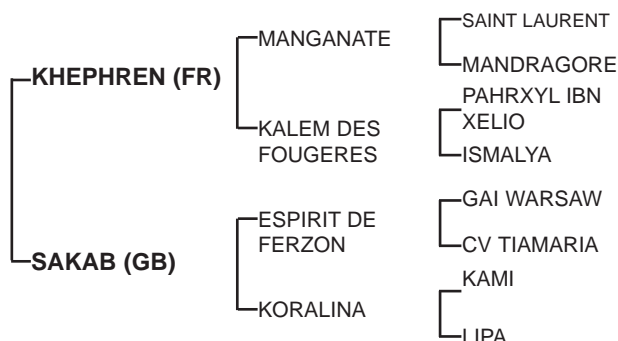 SAINT LAURENT
MANGANATE
MANDRAGORE
KHEPHREN (FR)
PAHRXYL IBN
XELIO
KALEM DES
FOUGERES
ISMALYA
GAI WARSAW
ESPIRIT DE
FERZON
CV TIAMARIA
SAKAB (GB)
KAMI
KORALINA
LIPA